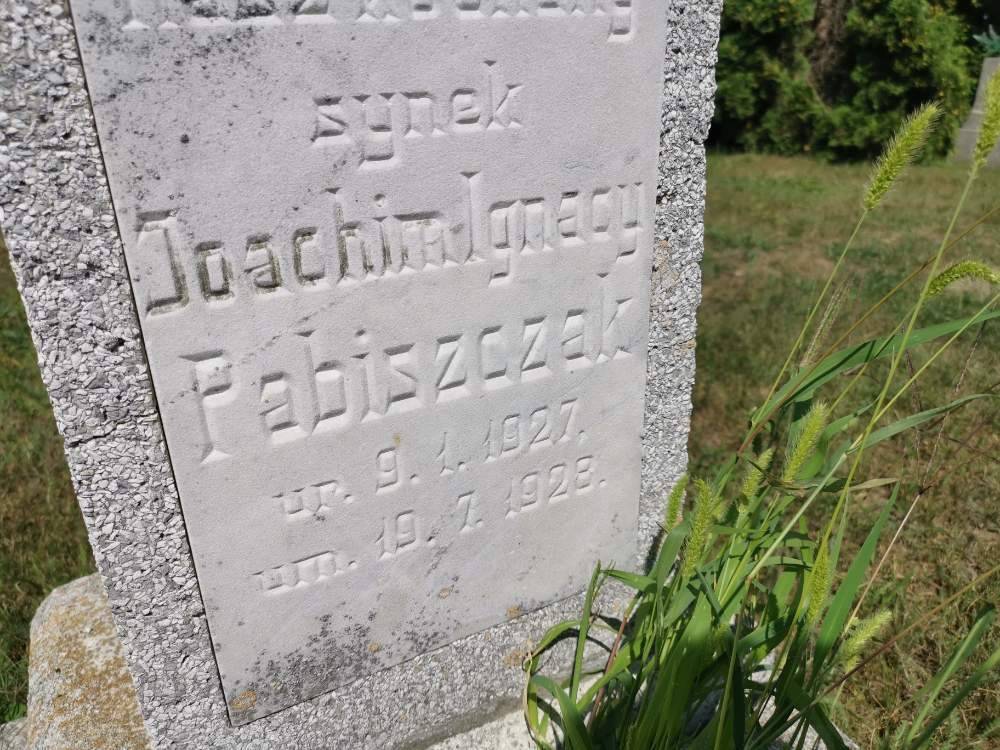 synek
Joachim Ignacy
Pabiszczak
ur. 9. 1. 1927.
um. 19. 7. 1928.